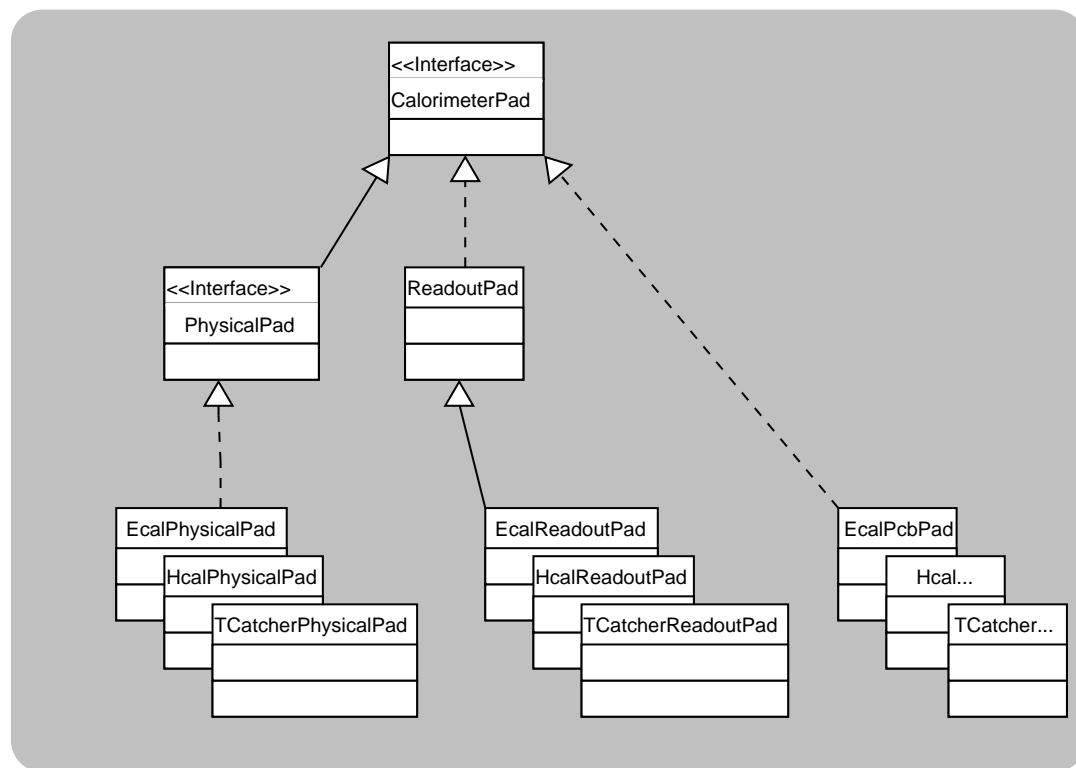 <<Interface>>
CalorimeterPad
<<Interface>>
PhysicalPad
ReadoutPad
EcalPhysicalPad
HcalPhysicalPad
TCatcherPhysicalPad
EcalReadoutPad
HcalReadoutPad
TCatcherReadoutPad
EcalPcbPad
Hcal...
TCatcher...